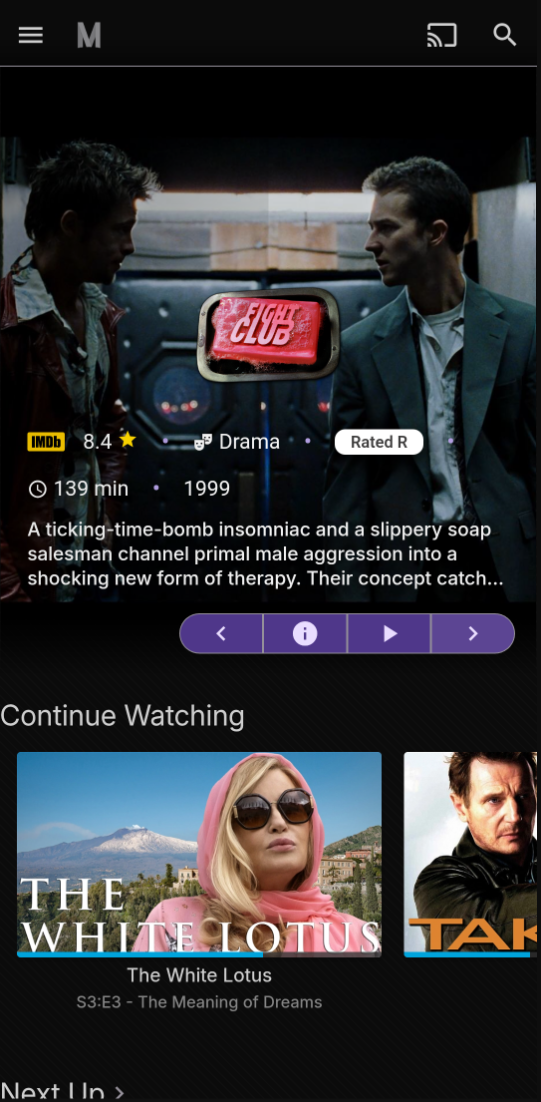 M
FIGHT
CLUB
IMDb 8.4 • Drama • Rated R •
139 min • 1999
A ticking-time-bomb insomniac and a slippery soap
salesman channel primal male aggression into a
shocking new form of therapy. Their concept catch...
Continue Watching
THE
WHITE LOTUS
TAK
The White Lotus
S3:E3 - The Meaning of Dreams
Next Up >